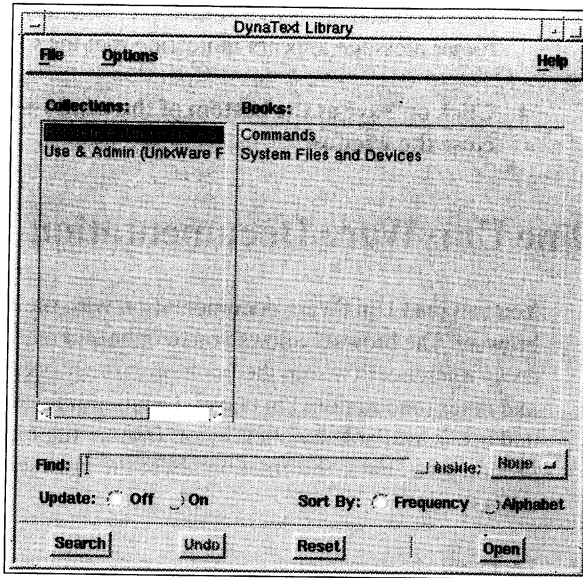 DynaText Library
File Options Help
Collections: Books:
Commands
Use & Admin (UnixWare F System Files and Devices
Find: Inside: None
Update: Off On Sort By: Frequency Alphabet
Search Undo Reset Open